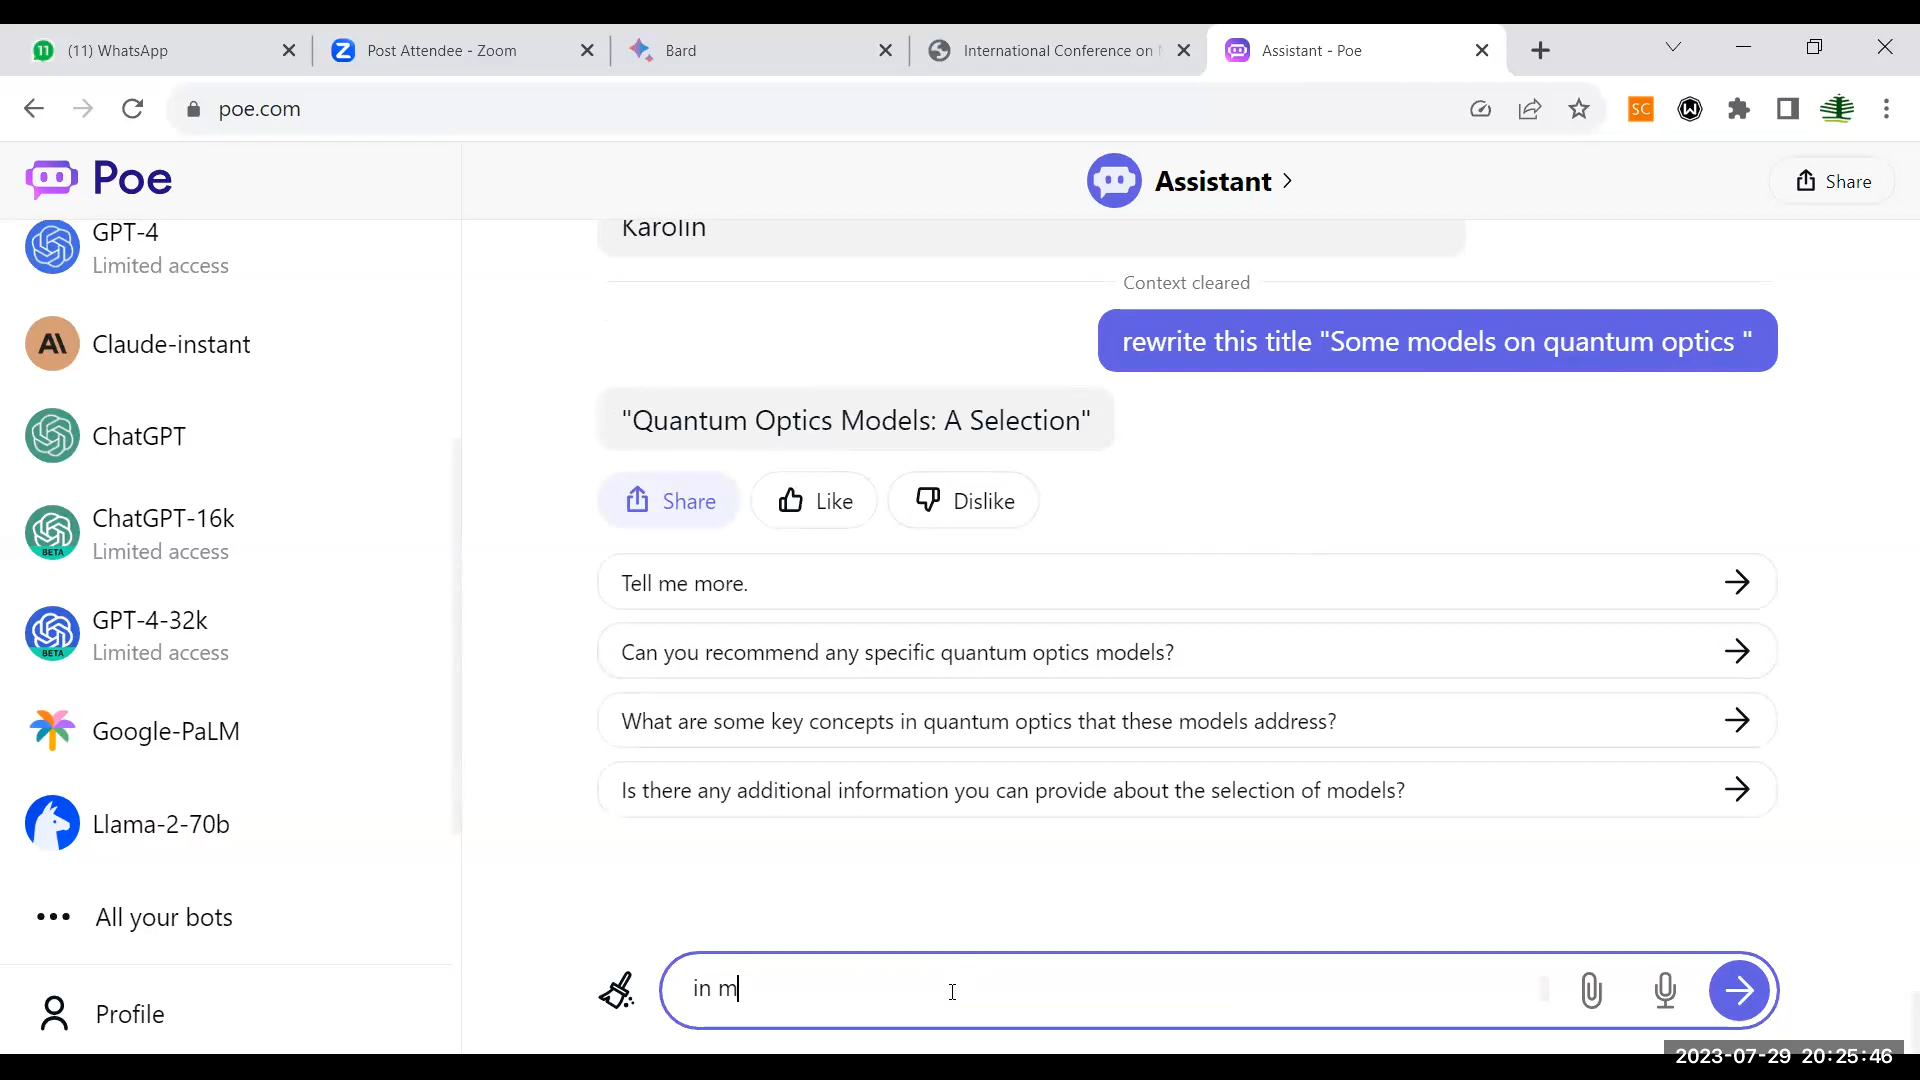 11
(11) WhatsApp
Post Attendee - Zoom
Bard
International Conference on
Assistant - Poe
poe.com
SC
Poe
Assistant
Share
GPT-4
Limited access
Claude-instant
ChatGPT
ChatGPT-16k
BETA
Limited access
GPT-4-32k
BETA
Limited access
Google-PaLM
Llama-2-70b
All your bots
Profile
Karolin
Context cleared
rewrite this title "Some models on quantum optics "
"Quantum Optics Models: A Selection"
Share
Like
Dislike
Tell me more.
Can you recommend any specific quantum optics models?
What are some key concepts in quantum optics that these models address?
Is there any additional information you can provide about the selection of models?
in m
2023-07-29 20:25:46